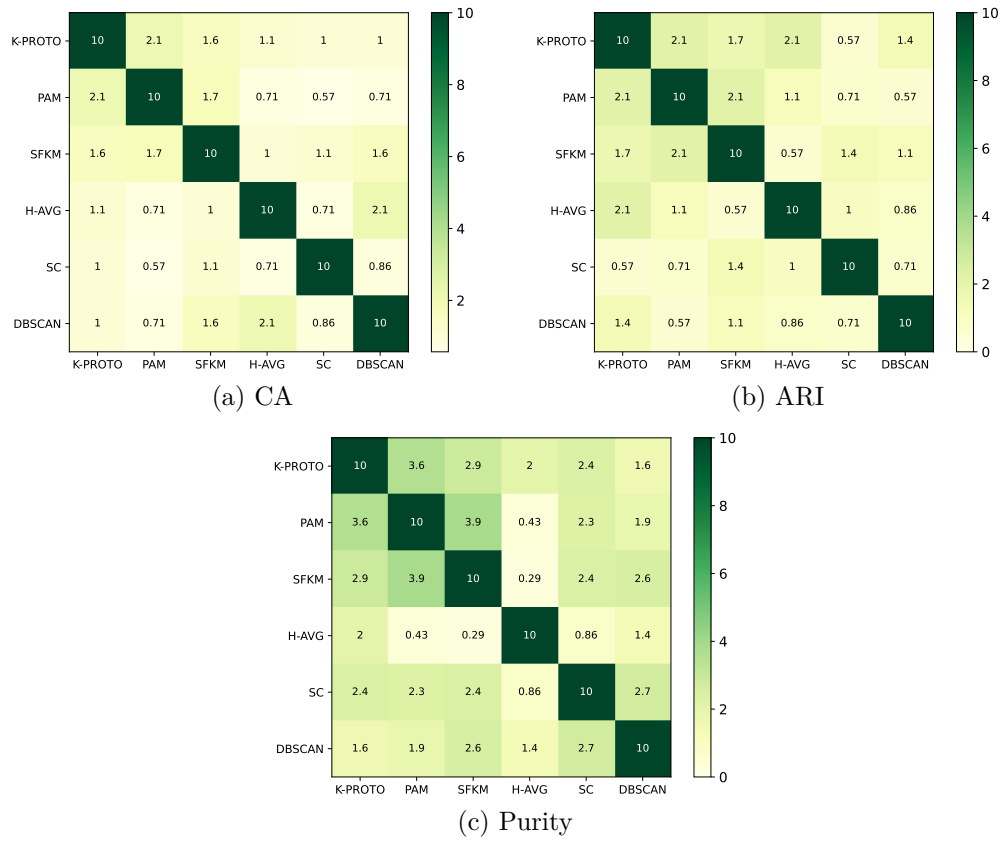 K-PROTO 10 2.1 1.6 1.1 1 1
PAM 2.1 10 1.7 0.71 0.57 0.71
SFKM 1.6 1.7 10 1 1.1 1.6
H-AVG 1.1 0.71 1 10 0.71 2.1
SC 1 0.57 1.1 0.71 10 0.86
DBSCAN 1 0.71 1.6 2.1 0.86 10
K-PROTO PAM SFKM H-AVG SC DBSCAN
10
8
6
4
2
(a) CA
K-PROTO 10 2.1 1.7 2.1 0.57 1.4
PAM 2.1 10 2.1 1.1 0.71 0.57
SFKM 1.7 2.1 10 0.57 1.4 1.1
H-AVG 2.1 1.1 0.57 10 1 0.86
SC 0.57 0.71 1.4 1 10 0.71
DBSCAN 1.4 0.57 1.1 0.86 0.71 10
K-PROTO PAM SFKM H-AVG SC DBSCAN
10
8
6
4
2
0
(b) ARI
K-PROTO 10 3.6 2.9 2 2.4 1.6
PAM 3.6 10 3.9 0.43 2.3 1.9
SFKM 2.9 3.9 10 0.29 2.4 2.6
H-AVG 2 0.43 0.29 10 0.86 1.4
SC 2.4 2.3 2.4 0.86 10 2.7
DBSCAN 1.6 1.9 2.6 1.4 2.7 10
K-PROTO PAM SFKM H-AVG SC DBSCAN
10
8
6
4
2
0
(c) Purity